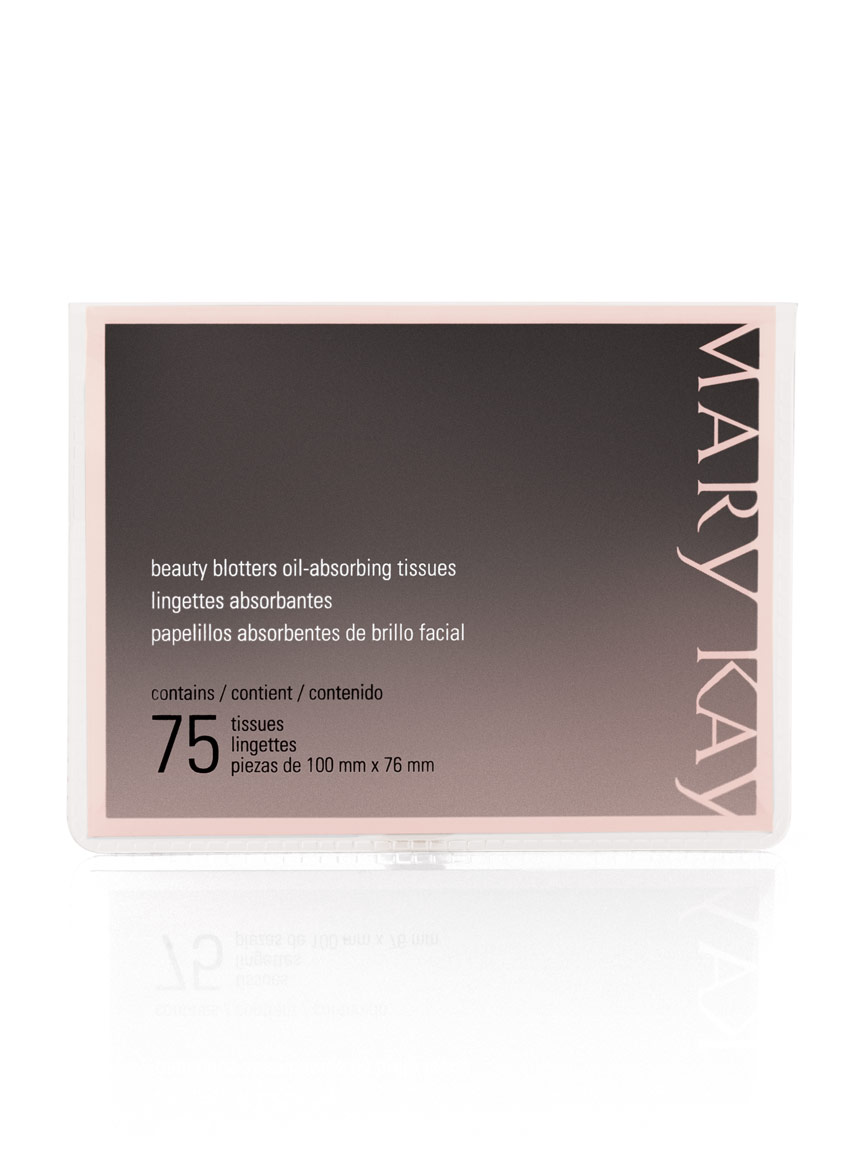 MARY KAY
beauty blotters oil-absorbing tissues
lingettes absorbantes
papelillos absorbentes de brillo facial
contains / contient / contenido
75
tissues
lingettes
piezas de 100 mm x 76 mm